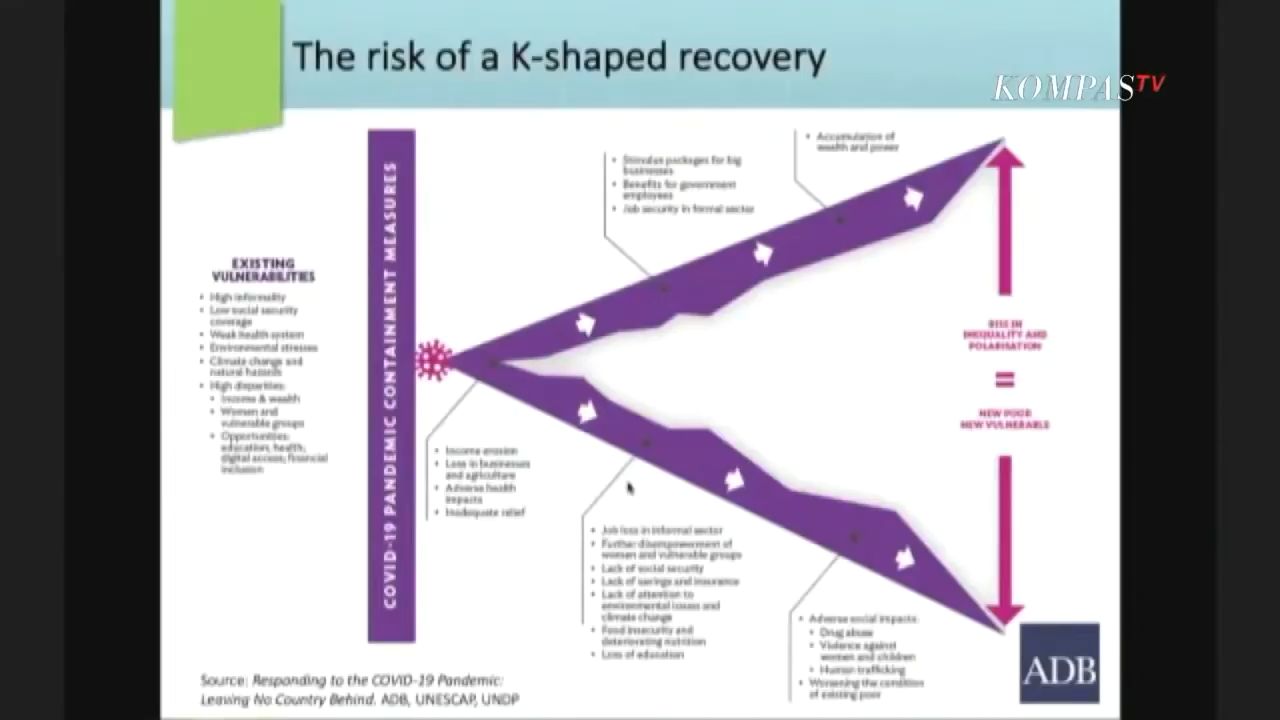 The risk of a K-shaped recovery
KOMPASTV
EXISTING
VULNERABILITIES
• High informality
• Low social security
coverage
• Weak health system
• Environmental stresses
• Climate change and
natural hazards
• High disparities:
• Income & wealth
• Women and
vulnerable groups
• Opportunities:
education, health;
digital access; financial
inclusion
COVID-19 PANDEMIC CONTAINMENT MEASURES
• Stimulus packages for big
businesses
• Benefits for government
employees
• Job security in formal sector
• Accumulation of
wealth and power
• Income erosion
• Loss in businesses
and agriculture
• Adverse health
impacts
• Inadequate relief
• Job loss in informal sector
• Further disempowerment of
women and vulnerable groups
• Lack of social security
• Lack of savings and insurance
• Lack of attention to
environmental issues and
climate change
• Food insecurity and
deteriorating nutrition
• Loss of education
• Adverse social impacts:
• Drug abuse
• Violence against
women and children
• Human trafficking
• Worsening the condition
of existing poor
RISE IN
INEQUALITY AND
POLARISATION
=
NEW POOR
NEW VULNERABLE
Source: Responding to the COVID-19 Pandemic:
Leaving No Country Behind. ADB, UNESCAP, UNDP
ADB